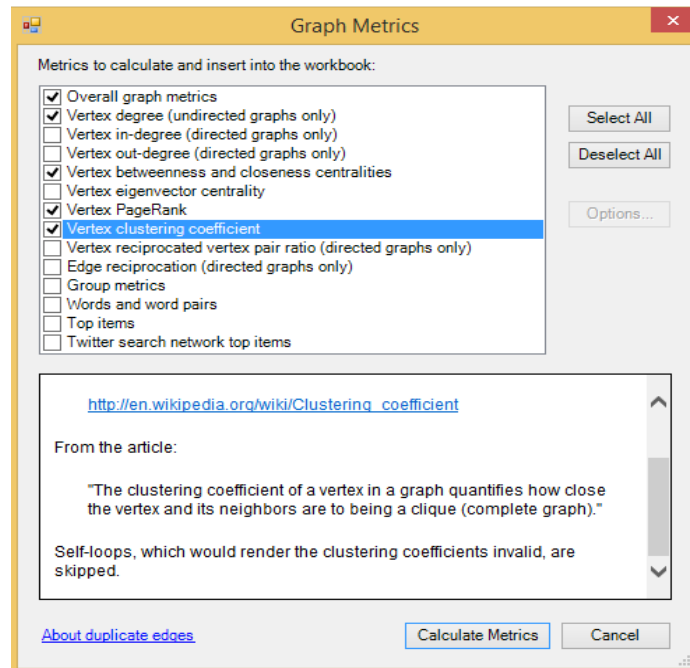 Graph Metrics
Metrics to calculate and insert into the workbook:
Overall graph metrics
Vertex degree (undirected graphs only)
Vertex in-degree (directed graphs only)
Vertex out-degree (directed graphs only)
Vertex betweenness and closeness centralities
Vertex eigenvector centrality
Vertex PageRank
Vertex clustering coefficient
Vertex reciprocated vertex pair ratio (directed graphs only)
Edge reciprocation (directed graphs only)
Group metrics
Words and word pairs
Top items
Twitter search network top items
Select All
Deselect All
Options...
http://en.wikipedia.org/wiki/Clustering_coefficient
From the article:
"The clustering coefficient of a vertex in a graph quantifies how close
the vertex and its neighbors are to being a clique (complete graph)."
Self-loops, which would render the clustering coefficients invalid, are
skipped.
About duplicate edges
Calculate Metrics
Cancel